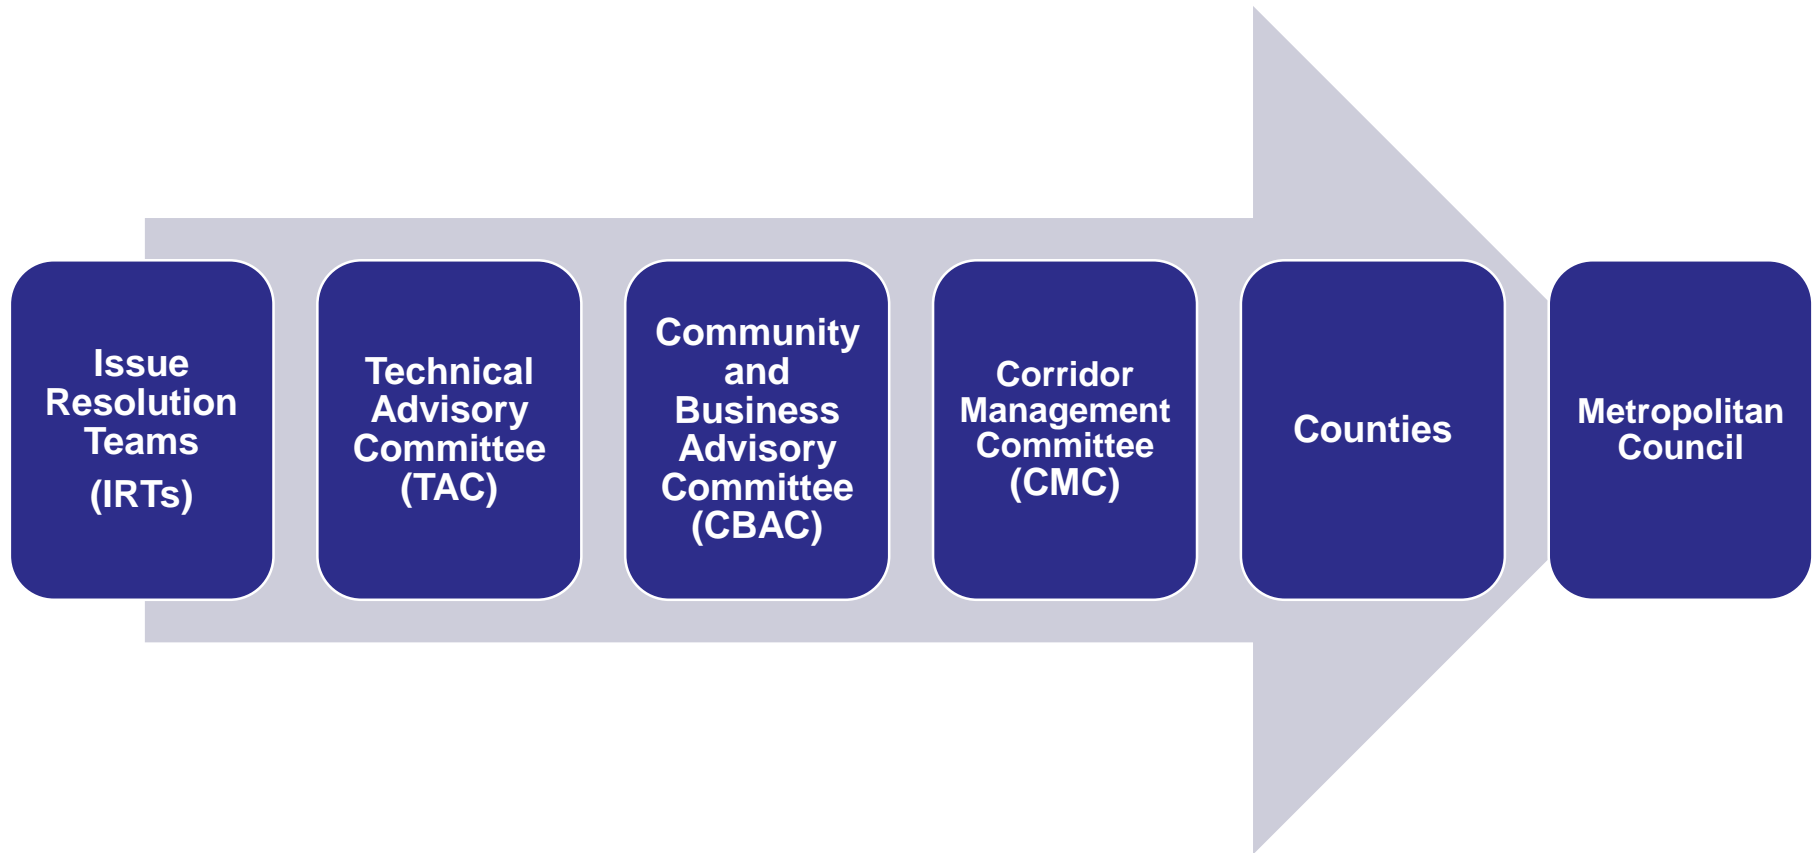 Issue
Resolution
Teams
(IRTs)
Technical
Advisory
Committee
(TAC)
Community
and
Business
Advisory
Committee
(CBAC)
Corridor
Management
Committee
(CMC)
Counties
Metropolitan
Council